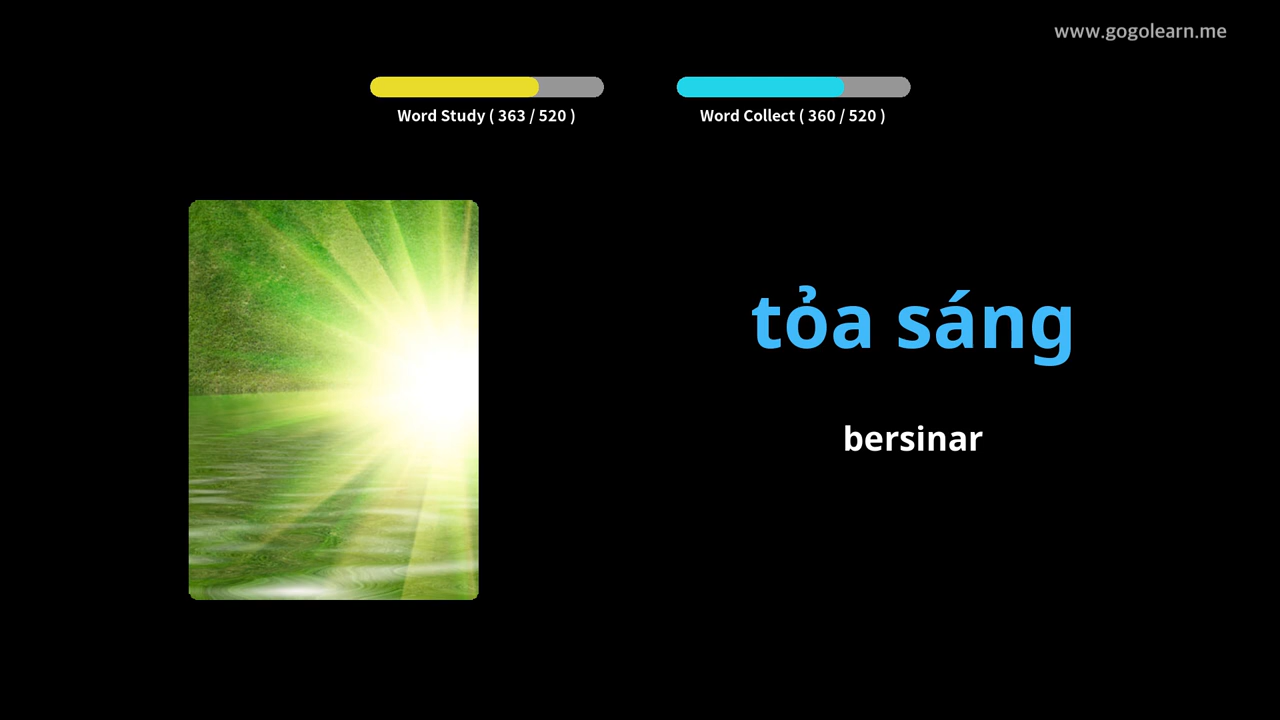 www.gogolearn.me
Word Study ( 363 / 520 )
Word Collect ( 360 / 520 )
tỏa sáng
bersinar